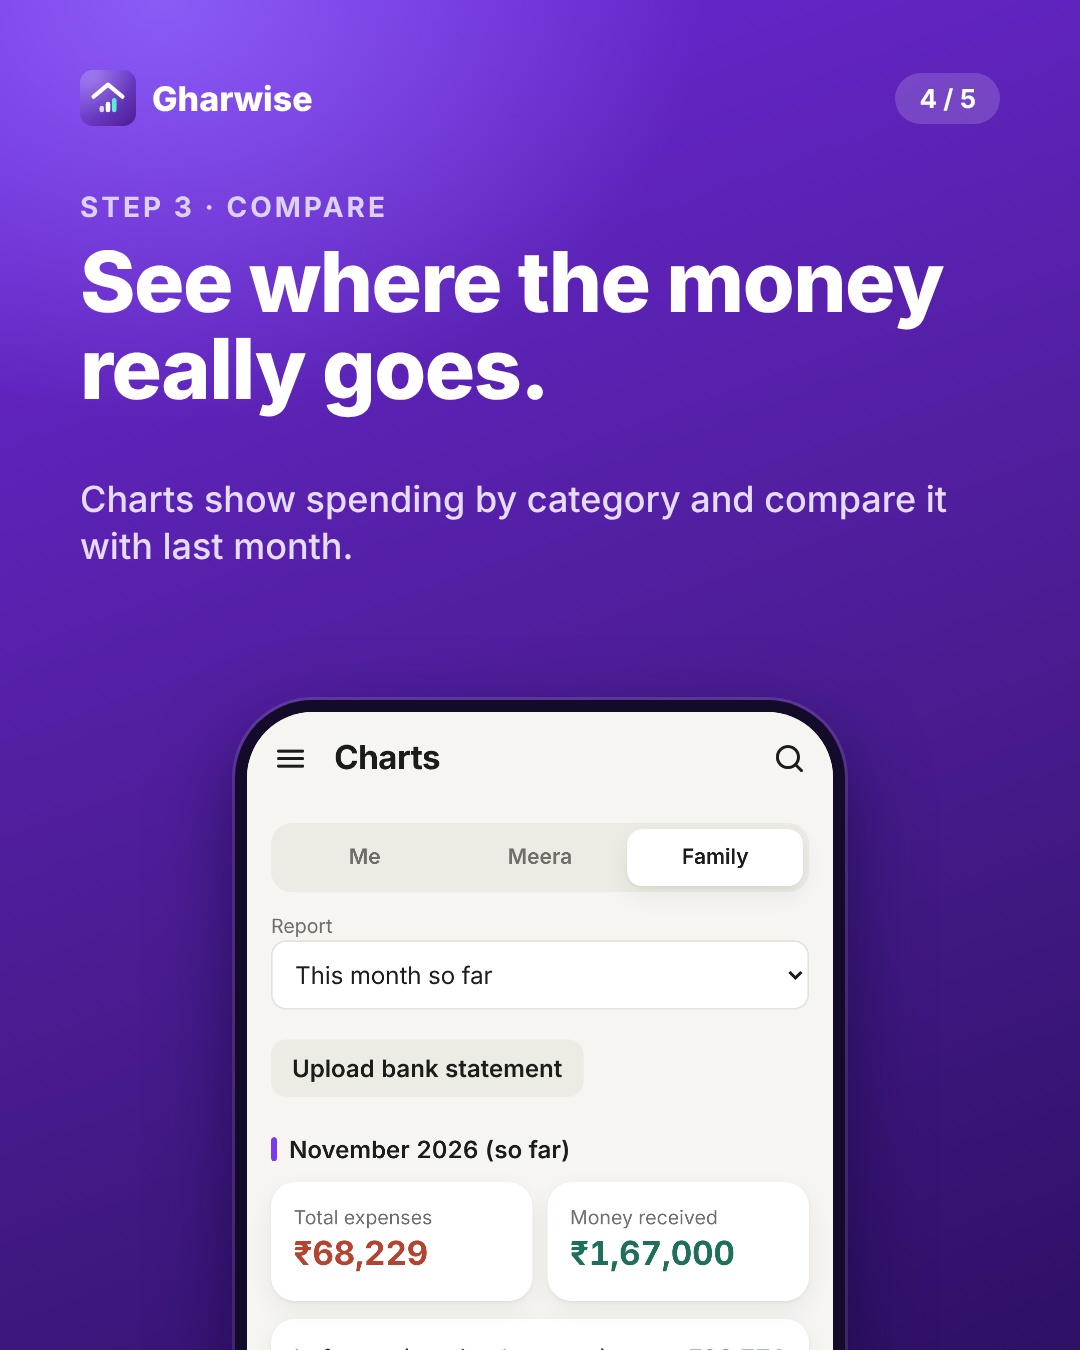 Gharwise
4 / 5
STEP 3 · COMPARE
See where the money
really goes.
Charts show spending by category and compare it
with last month.
Charts
Me
Meera
Family
Report
This month so far
Upload bank statement
November 2026 (so far)
Total expenses
Money received
₹68,229
₹1,67,000